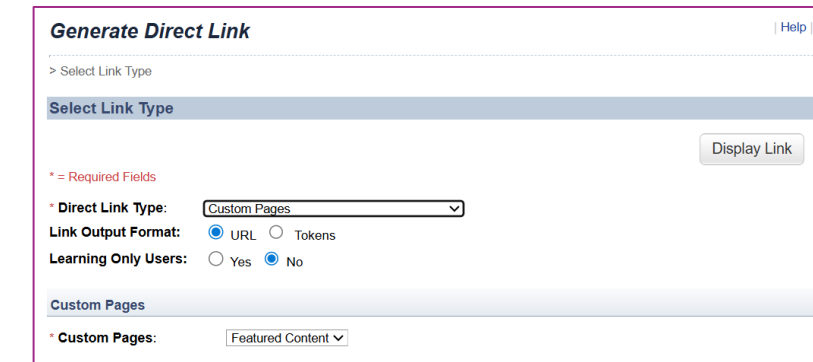 Generate Direct Link
| Help |
> Select Link Type
Select Link Type
Display Link
* = Required Fields
* Direct Link Type: Custom Pages
Link Output Format: URL Tokens
Learning Only Users: Yes No
Custom Pages
* Custom Pages: Featured Content